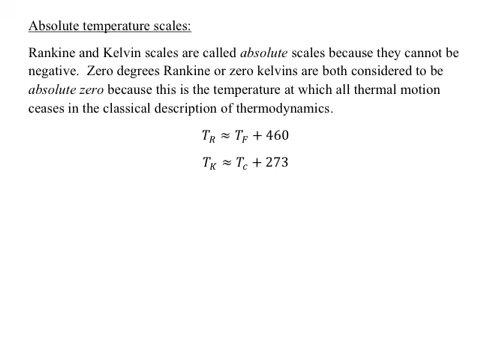 Absolute temperature scales:
Rankine and Kelvin scales are called absolute scales because they cannot be
negative.  Zero degrees Rankine or zero kelvins are both considered to be
absolute zero because this is the temperature at which all thermal motion
ceases in the classical description of thermodynamics.
T_R ≈ T_F + 460
T_K ≈ T_c + 273